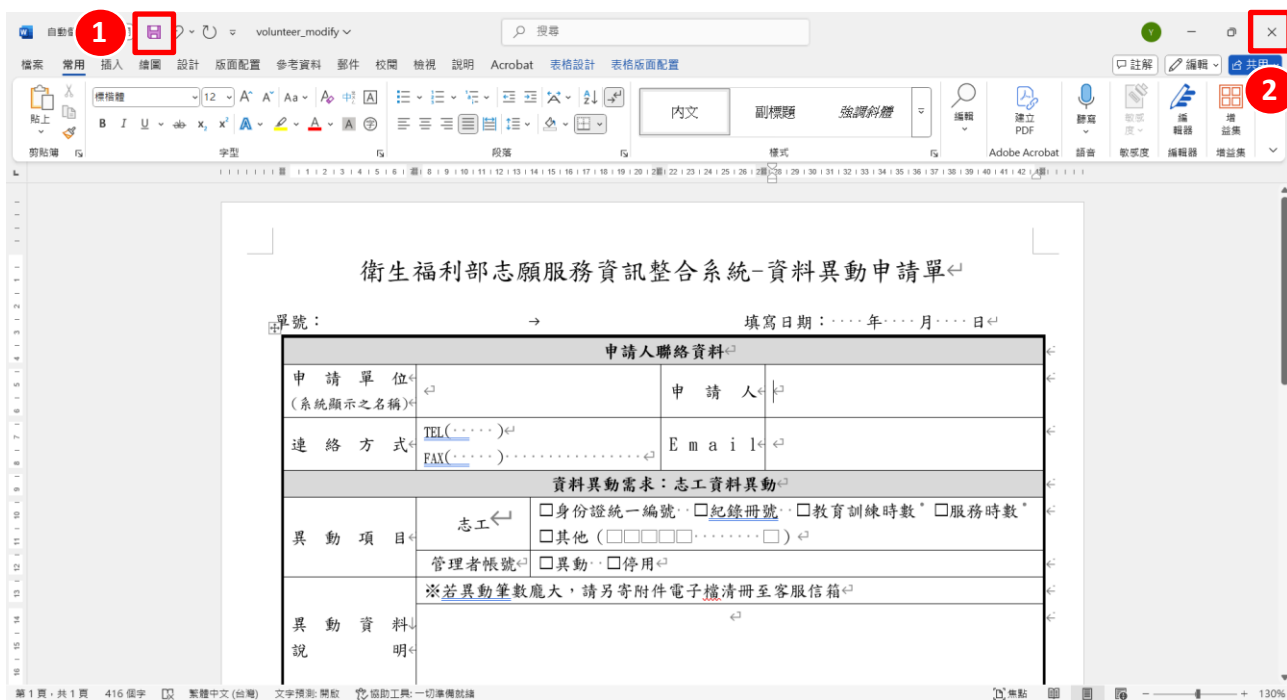 1
2
自動
volunteer_modify
搜尋
Y
檔案 常用 插入 繪圖 設計 版面配置 參考資料 郵件 校閱 檢視 說明 Acrobat 表格設計 表格版面配置
註解 編輯 共用
貼上
標楷體 12
內文 副標題 強調斜體
編輯
建立 PDF
聽寫
敏感度
編輯器
增益集
剪貼簿 字型 段落 樣式 Adobe Acrobat 語音 敏感度 編輯器 增益集
衛生福利部志願服務資訊整合系統-資料異動申請單
單號： 填寫日期： 年 月 日
申請人聯絡資料
申請單位 申請人
(系統顯示之名稱)
TEL( )
連絡方式 Email
FAX( )
資料異動需求：志工資料異動
志工 □身份證統一編號 □紀錄冊號 □教育訓練時數* □服務時數*
異動項目 □其他 (□□□□□ □)
管理者帳號 □異動 □停用
※若異動筆數龐大，請另寄附件電子檔清冊至客服信箱
異動資料
說明
第 1 頁，共 1 頁 416 個字 繁體中文 (台灣) 文字預測: 開啟 協助工具: 一切準備就緒 焦點 130%